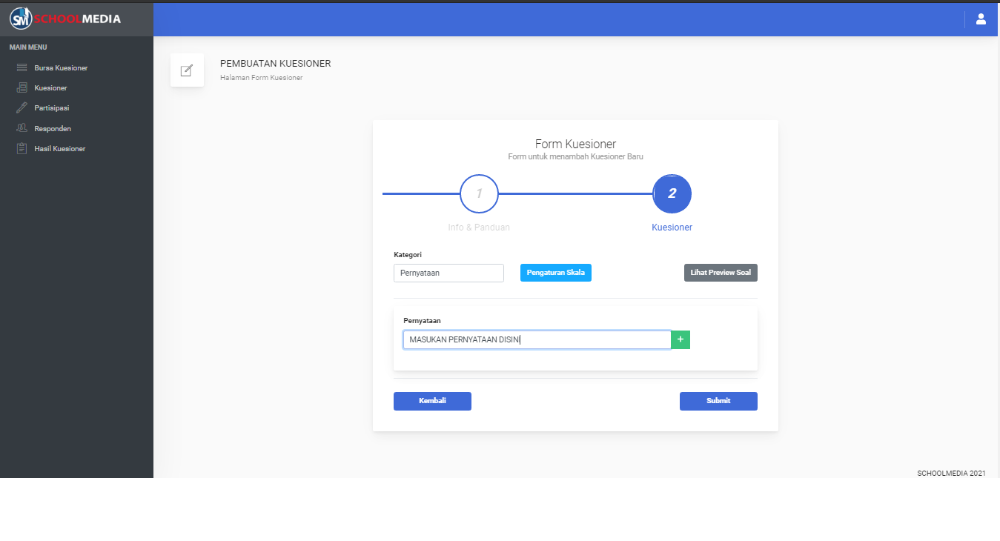 SM SCHOOLMEDIA
MAIN MENU
Bursa Kuesioner
Kuesioner
Partisipasi
Responden
Hasil Kuesioner
PEMBUATAN KUESIONER
Halaman Form Kuesioner
Form Kuesioner
Form untuk menambah Kuesioner Baru
1
2
Info & Panduan
Kuesioner
Kategori
Pernyataan
Pengaturan Skala
Lihat Preview Soal
Pernyataan
MASUKAN PERNYATAAN DISINI
+
Kembali
Submit
SCHOOLMEDIA 2021